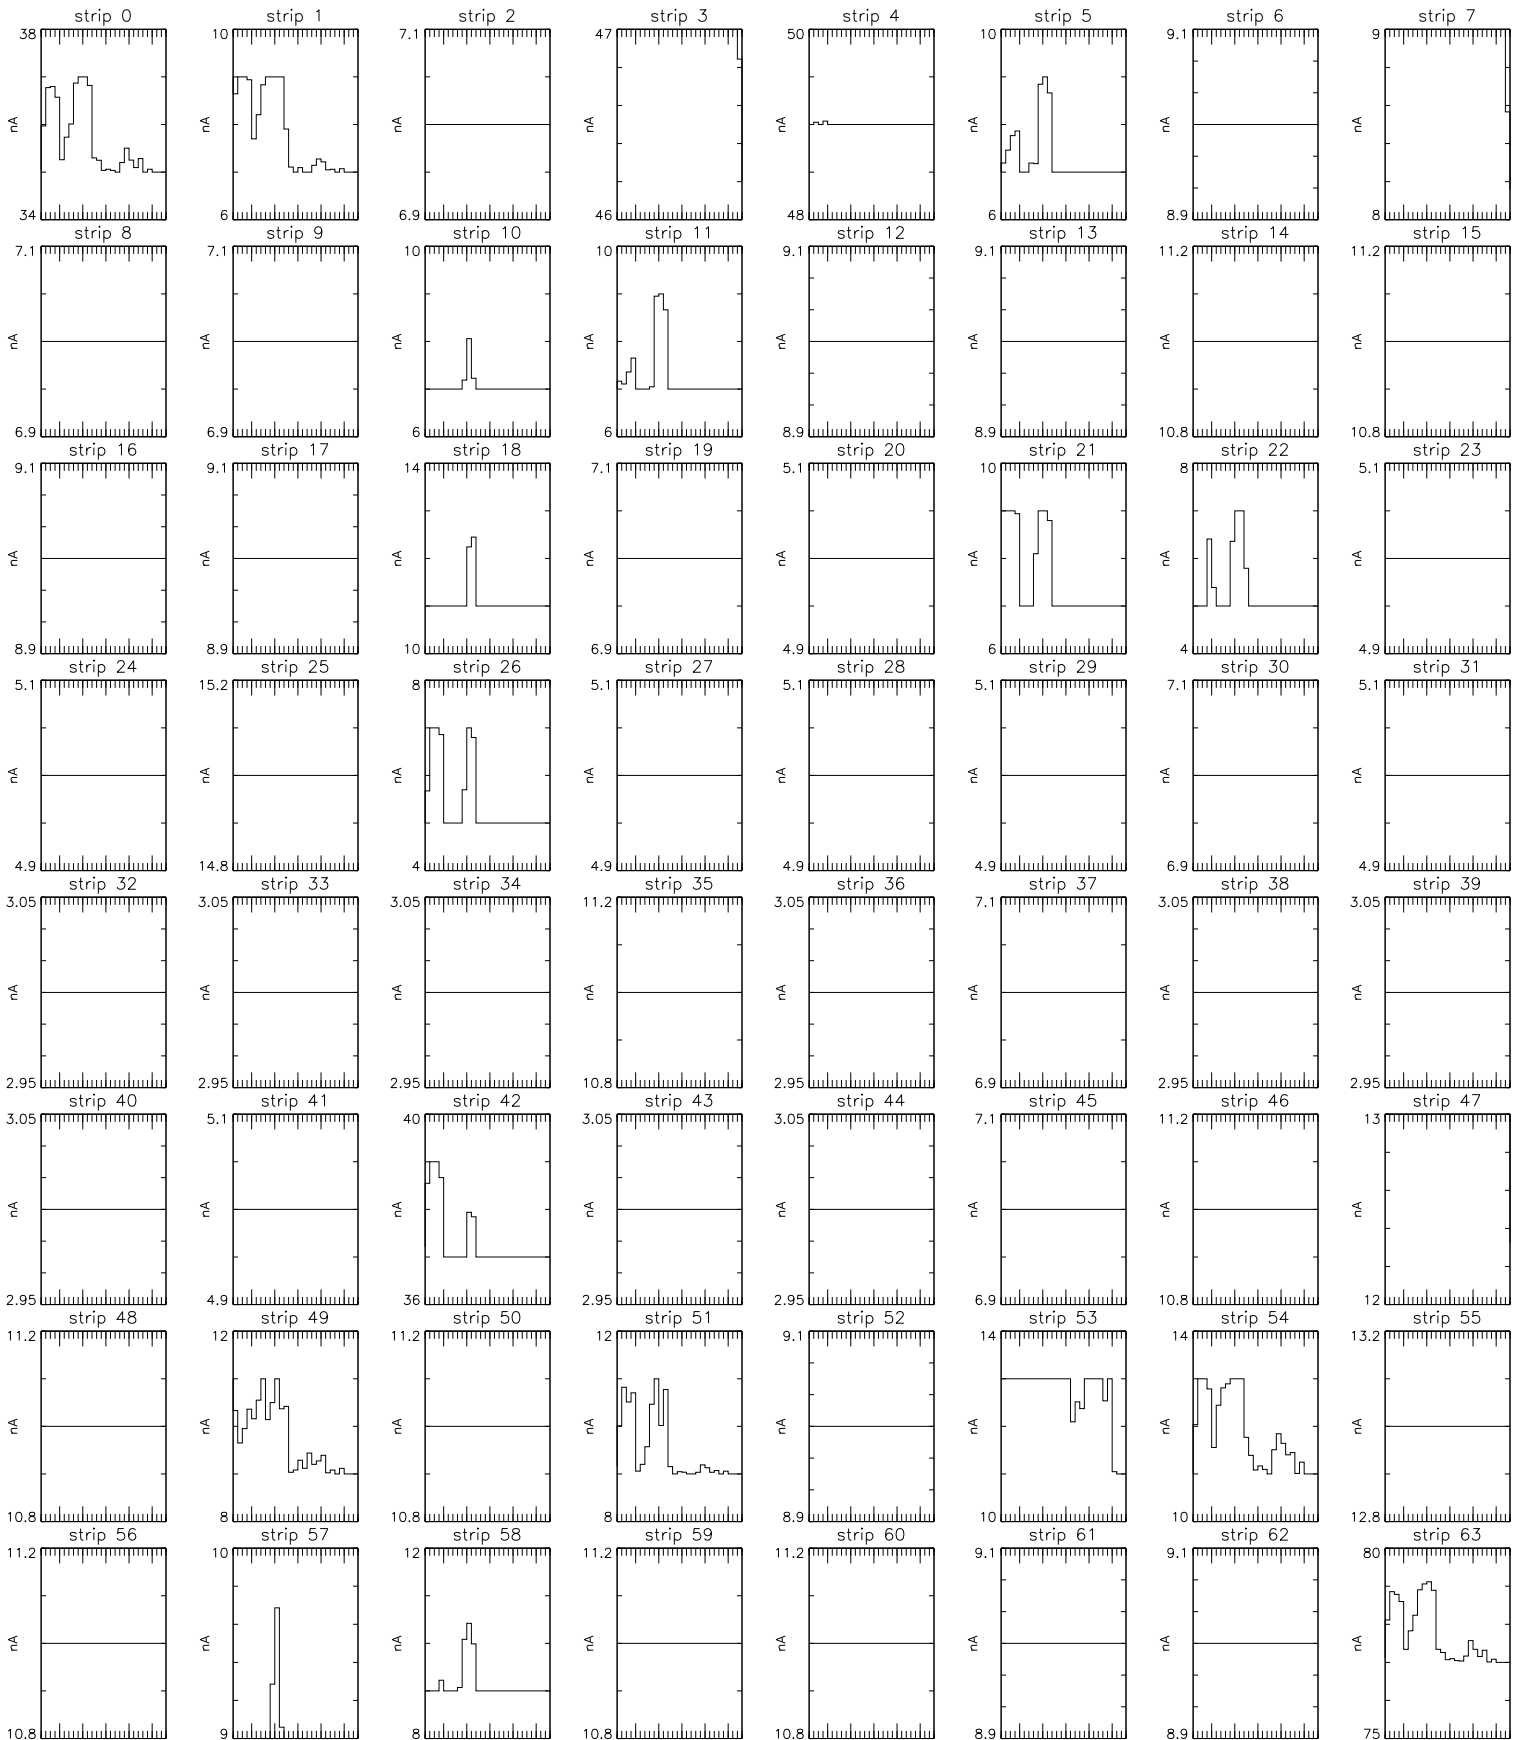 strip 0 strip 1 strip 2 strip 3 strip 4 strip 5 strip 6 strip 7
38 10 7.1 47 50 10 9.1 9
nA nA nA nA nA nA nA nA
34 6 6.9 46 48 6 8.9 8
strip 8 strip 9 strip 10 strip 11 strip 12 strip 13 strip 14 strip 15
7.1 7.1 10 10 9.1 9.1 11.2 11.2
nA nA nA nA nA nA nA nA
6.9 6.9 6 6 8.9 8.9 10.8 10.8
strip 16 strip 17 strip 18 strip 19 strip 20 strip 21 strip 22 strip 23
9.1 9.1 14 7.1 5.1 10 8 5.1
nA nA nA nA nA nA nA nA
8.9 8.9 10 6.9 4.9 6 4 4.9
strip 24 strip 25 strip 26 strip 27 strip 28 strip 29 strip 30 strip 31
5.1 15.2 8 5.1 5.1 5.1 7.1 5.1
nA nA nA nA nA nA nA nA
4.9 14.8 4 4.9 4.9 4.9 6.9 4.9
strip 32 strip 33 strip 34 strip 35 strip 36 strip 37 strip 38 strip 39
3.05 3.05 3.05 11.2 3.05 7.1 3.05 3.05
nA nA nA nA nA nA nA nA
2.95 2.95 2.95 10.8 2.95 6.9 2.95 2.95
strip 40 strip 41 strip 42 strip 43 strip 44 strip 45 strip 46 strip 47
3.05 5.1 40 3.05 3.05 7.1 11.2 13
nA nA nA nA nA nA nA nA
2.95 4.9 36 2.95 2.95 6.9 10.8 12
strip 48 strip 49 strip 50 strip 51 strip 52 strip 53 strip 54 strip 55
11.2 12 11.2 12 9.1 14 14 13.2
nA nA nA nA nA nA nA nA
10.8 8 10.8 8 8.9 10 10 12.8
strip 56 strip 57 strip 58 strip 59 strip 60 strip 61 strip 62 strip 63
11.2 10 12 11.2 11.2 9.1 9.1 80
nA nA nA nA nA nA nA nA
10.8 9 8 10.8 10.8 8.9 8.9 75